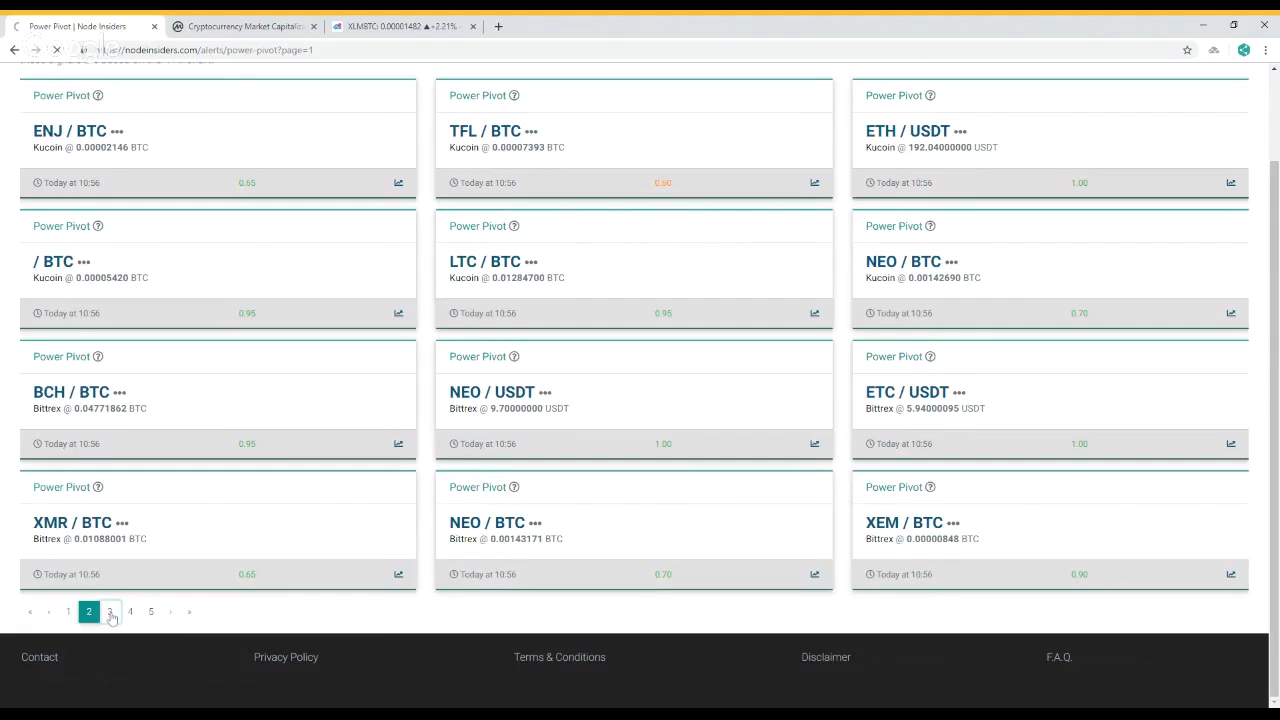 Power Pivot | Node Insiders
Cryptocurrency Market Capitaliz
XLMBTC: 0.00001482 ▲+2.21%
nodeinsiders.com/alerts/power-pivot?page=1
Power Pivot
ENJ / BTC •••
Kucoin @ 0.00002146 BTC
Today at 10:56 0.65
Power Pivot
TFL / BTC •••
Kucoin @ 0.00007393 BTC
Today at 10:56 0.60
Power Pivot
ETH / USDT •••
Kucoin @ 192.04000000 USDT
Today at 10:56 1.00
Power Pivot
/ BTC •••
Kucoin @ 0.00005420 BTC
Today at 10:56 0.95
Power Pivot
LTC / BTC •••
Kucoin @ 0.01284700 BTC
Today at 10:56 0.95
Power Pivot
NEO / BTC •••
Kucoin @ 0.00142690 BTC
Today at 10:56 0.70
Power Pivot
BCH / BTC •••
Bittrex @ 0.04771862 BTC
Today at 10:56 0.95
Power Pivot
NEO / USDT •••
Bittrex @ 9.70000000 USDT
Today at 10:56 1.00
Power Pivot
ETC / USDT •••
Bittrex @ 5.94000095 USDT
Today at 10:56 1.00
Power Pivot
XMR / BTC •••
Bittrex @ 0.01088001 BTC
Today at 10:56 0.65
Power Pivot
NEO / BTC •••
Bittrex @ 0.00143171 BTC
Today at 10:56 0.70
Power Pivot
XEM / BTC •••
Bittrex @ 0.00000848 BTC
Today at 10:56 0.90
« ‹ 1 2 3 4 5 › »
Contact Privacy Policy Terms & Conditions Disclaimer F.A.Q.